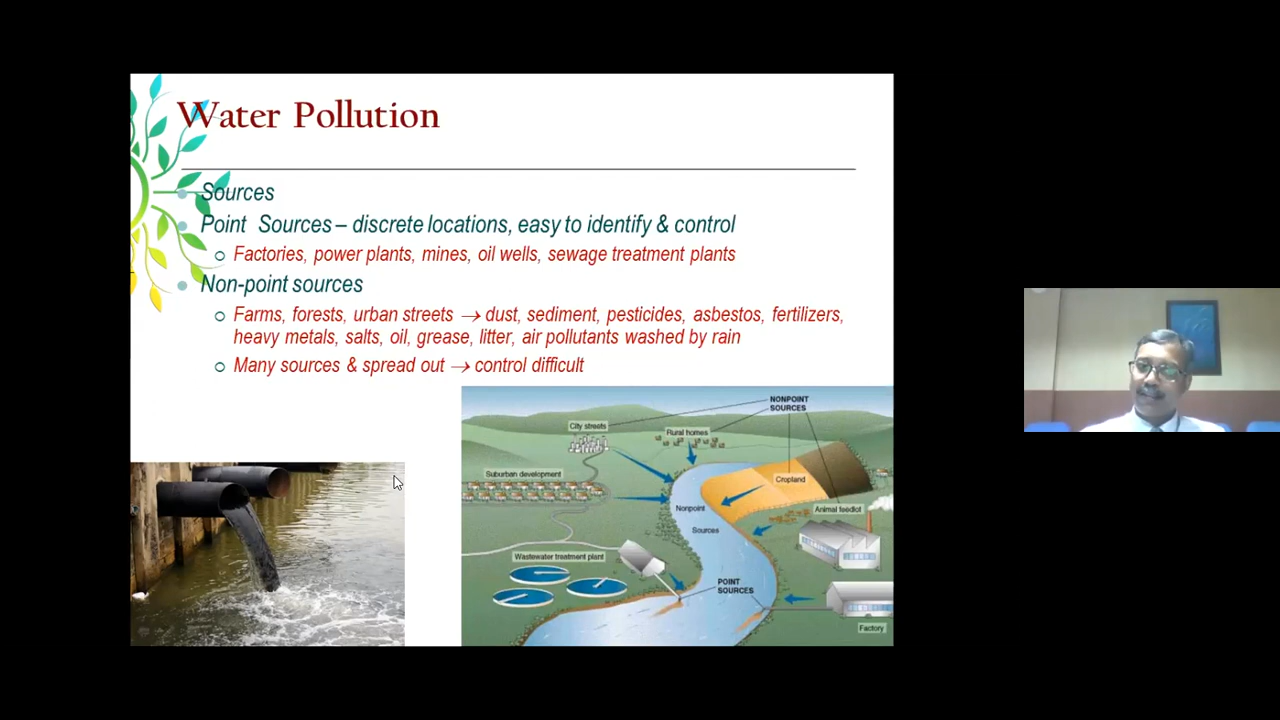 Water Pollution
Sources
Point Sources – discrete locations, easy to identify & control
Factories, power plants, mines, oil wells, sewage treatment plants
Non-point sources
Farms, forests, urban streets → dust, sediment, pesticides, asbestos, fertilizers,
heavy metals, salts, oil, grease, litter, air pollutants washed by rain
Many sources & spread out → control difficult
NONPOINT
SOURCES
City streets
Rural homes
Suburban development
Cropland
Nonpoint
Animal feedlot
Sources
Wastewater treatment plant
POINT
SOURCES
Factory